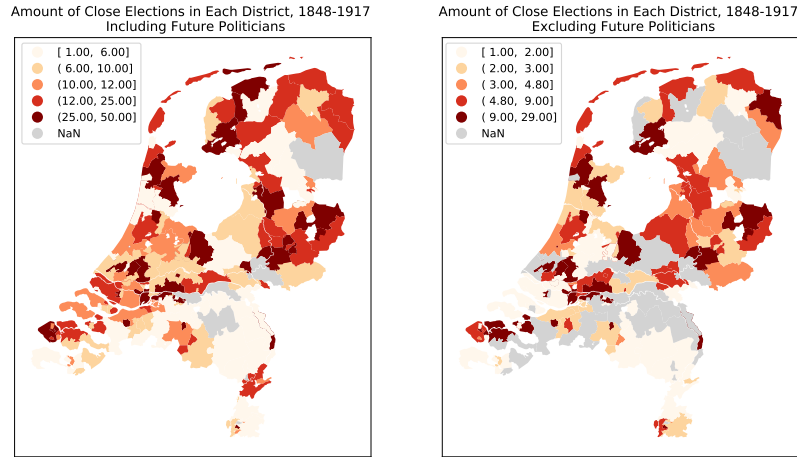 Amount of Close Elections in Each District, 1848-1917
Including Future Politicians
[ 1.00, 6.00]
( 6.00, 10.00]
(10.00, 12.00]
(12.00, 25.00]
(25.00, 50.00]
NaN
Amount of Close Elections in Each District, 1848-1917
Excluding Future Politicians
[ 1.00, 2.00]
( 2.00, 3.00]
( 3.00, 4.80]
( 4.80, 9.00]
( 9.00, 29.00]
NaN